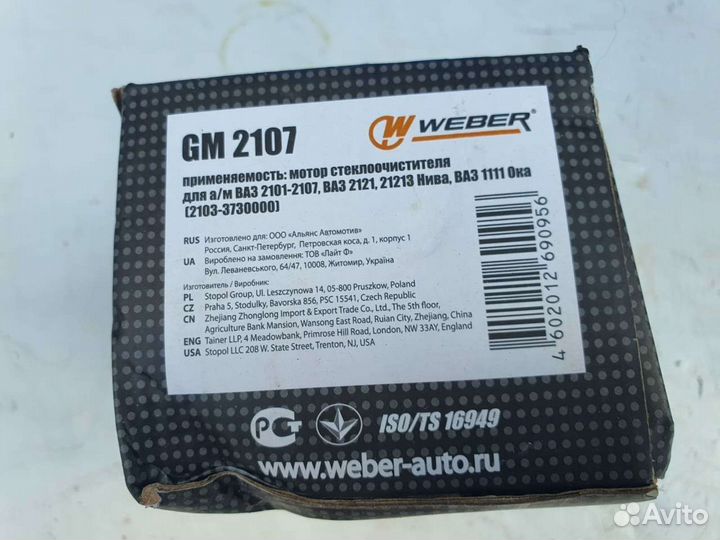 GM 2107
WEBER®
применяемость: мотор стеклоочистителя
для а/м ВАЗ 2101-2107, ВАЗ 2121, 21213 Нива, ВАЗ 1111 Ока
(2103-3730000)
RUS Изготовлено для: ООО «Альянс Автомотив»
Россия, Санкт-Петербург, Петровская коса, д. 1, корпус 1
UA Вироблено на замовлення: ТОВ «Лайт Ф»
Вул. Леваневського, 64/47, 10008, Житомир, Україна
Изготовитель / Виробник:
PL Stopol Group, Ul. Leszczynowa 14, 05-800 Pruszkow, Poland
CZ Praha 5, Stodulky, Bavorska 856, PSC 15541, Czech Republic
CN Zhejiang Zhonglong Import & Export Trade Co., Ltd., The 5th floor,
Agriculture Bank Mansion, Wansong East Road, Ruian City, Zhejiang, China
ENG Tainer LLP, 4 Meadowbank, Primrose Hill Road, London, NW 33AY, England
USA Stopol LLC 208 W. State Street, Trenton, NJ, USA
4 602012 690956
РСТ
ISO/TS 16949
www.weber-auto.ru
Avito